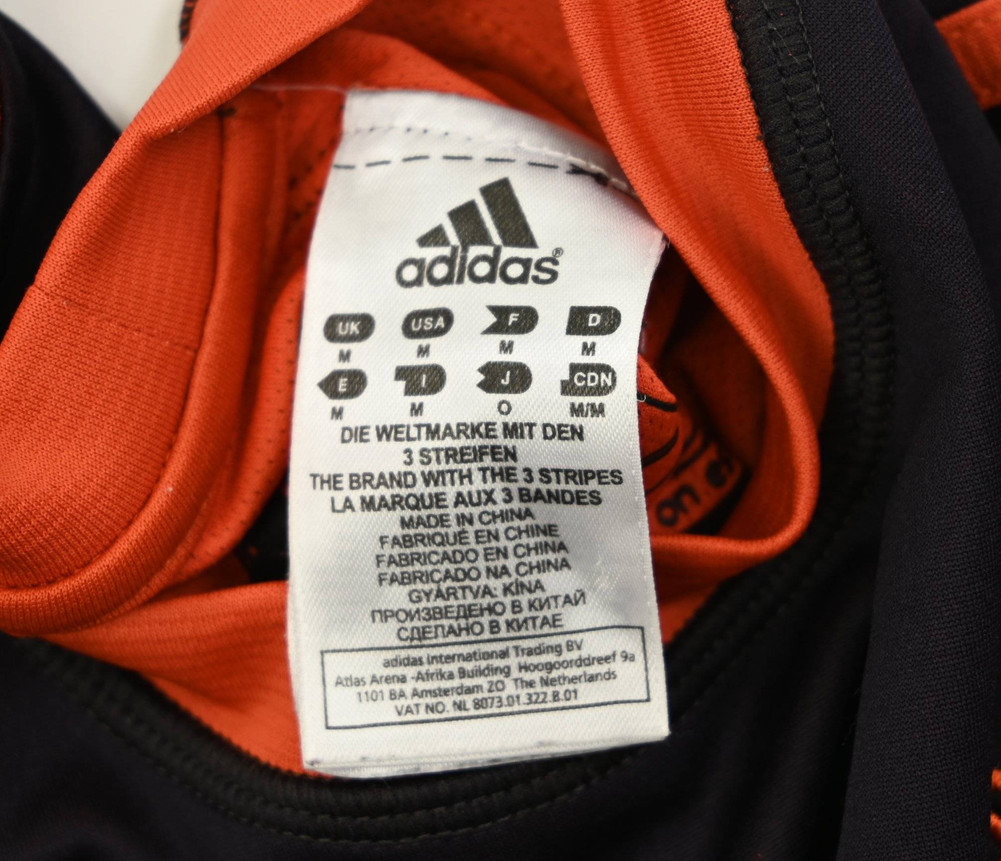 adidas®
UK USA F D
M M M M
E I J CDN
M M O M/M
DIE WELTMARKE MIT DEN
3 STREIFEN
THE BRAND WITH THE 3 STRIPES
LA MARQUE AUX 3 BANDES
MADE IN CHINA
FABRIQUÉ EN CHINE
FABRICADO EN CHINA
FABRICADO NA CHINA
GYÁRTVA: KÍNA
ПРОИЗВЕДЕНО В КИТАЙ
СДЕЛАНО В КИТАЕ
adidas International Trading BV
Atlas Arena -Afrika Building Hoogoorddreef 9a
1101 BA Amsterdam ZO The Netherlands
VAT NO. NL 8073.01.322.B.01
on